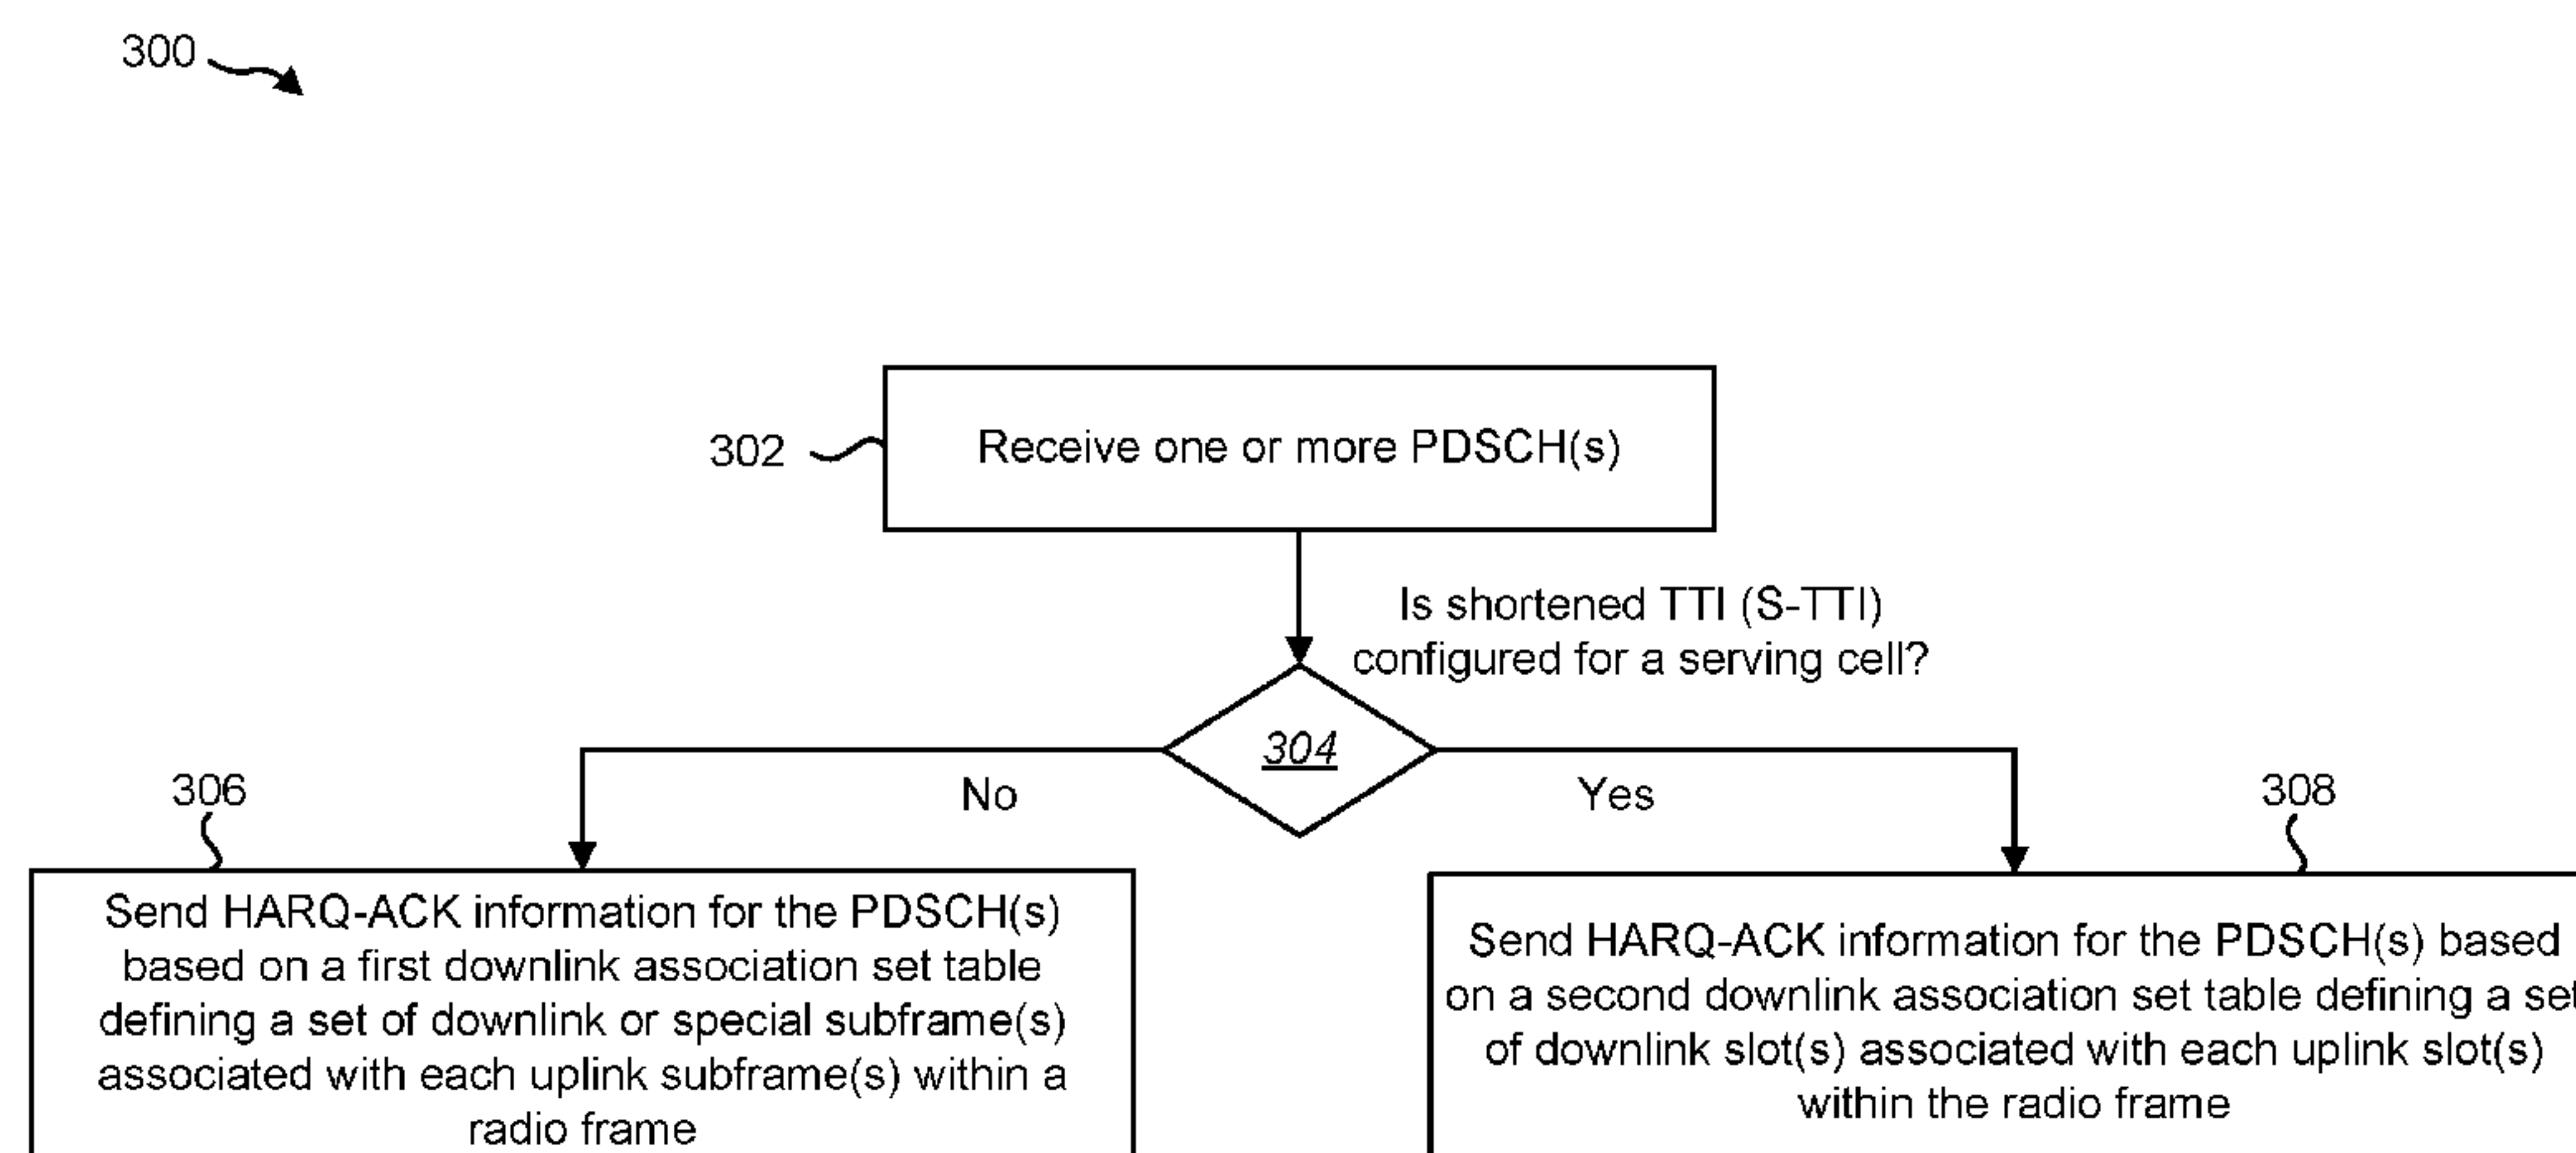 300
302
Receive one or more PDSCH(s)
Is shortened TTI (S-TTI)
configured for a serving cell?
304
No
Yes
306
Send HARQ-ACK information for the PDSCH(s)
based on a first downlink association set table
defining a set of downlink or special subframe(s)
associated with each uplink subframe(s) within a
radio frame
308
Send HARQ-ACK information for the PDSCH(s) based
on a second downlink association set table defining a set
of downlink slot(s) associated with each uplink slot(s)
within the radio frame